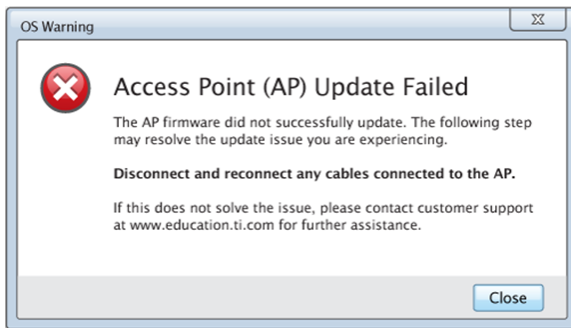 OS Warning
Access Point (AP) Update Failed
The AP firmware did not successfully update. The following step
may resolve the update issue you are experiencing.
Disconnect and reconnect any cables connected to the AP.
If this does not solve the issue, please contact customer support
at www.education.ti.com for further assistance.
Close